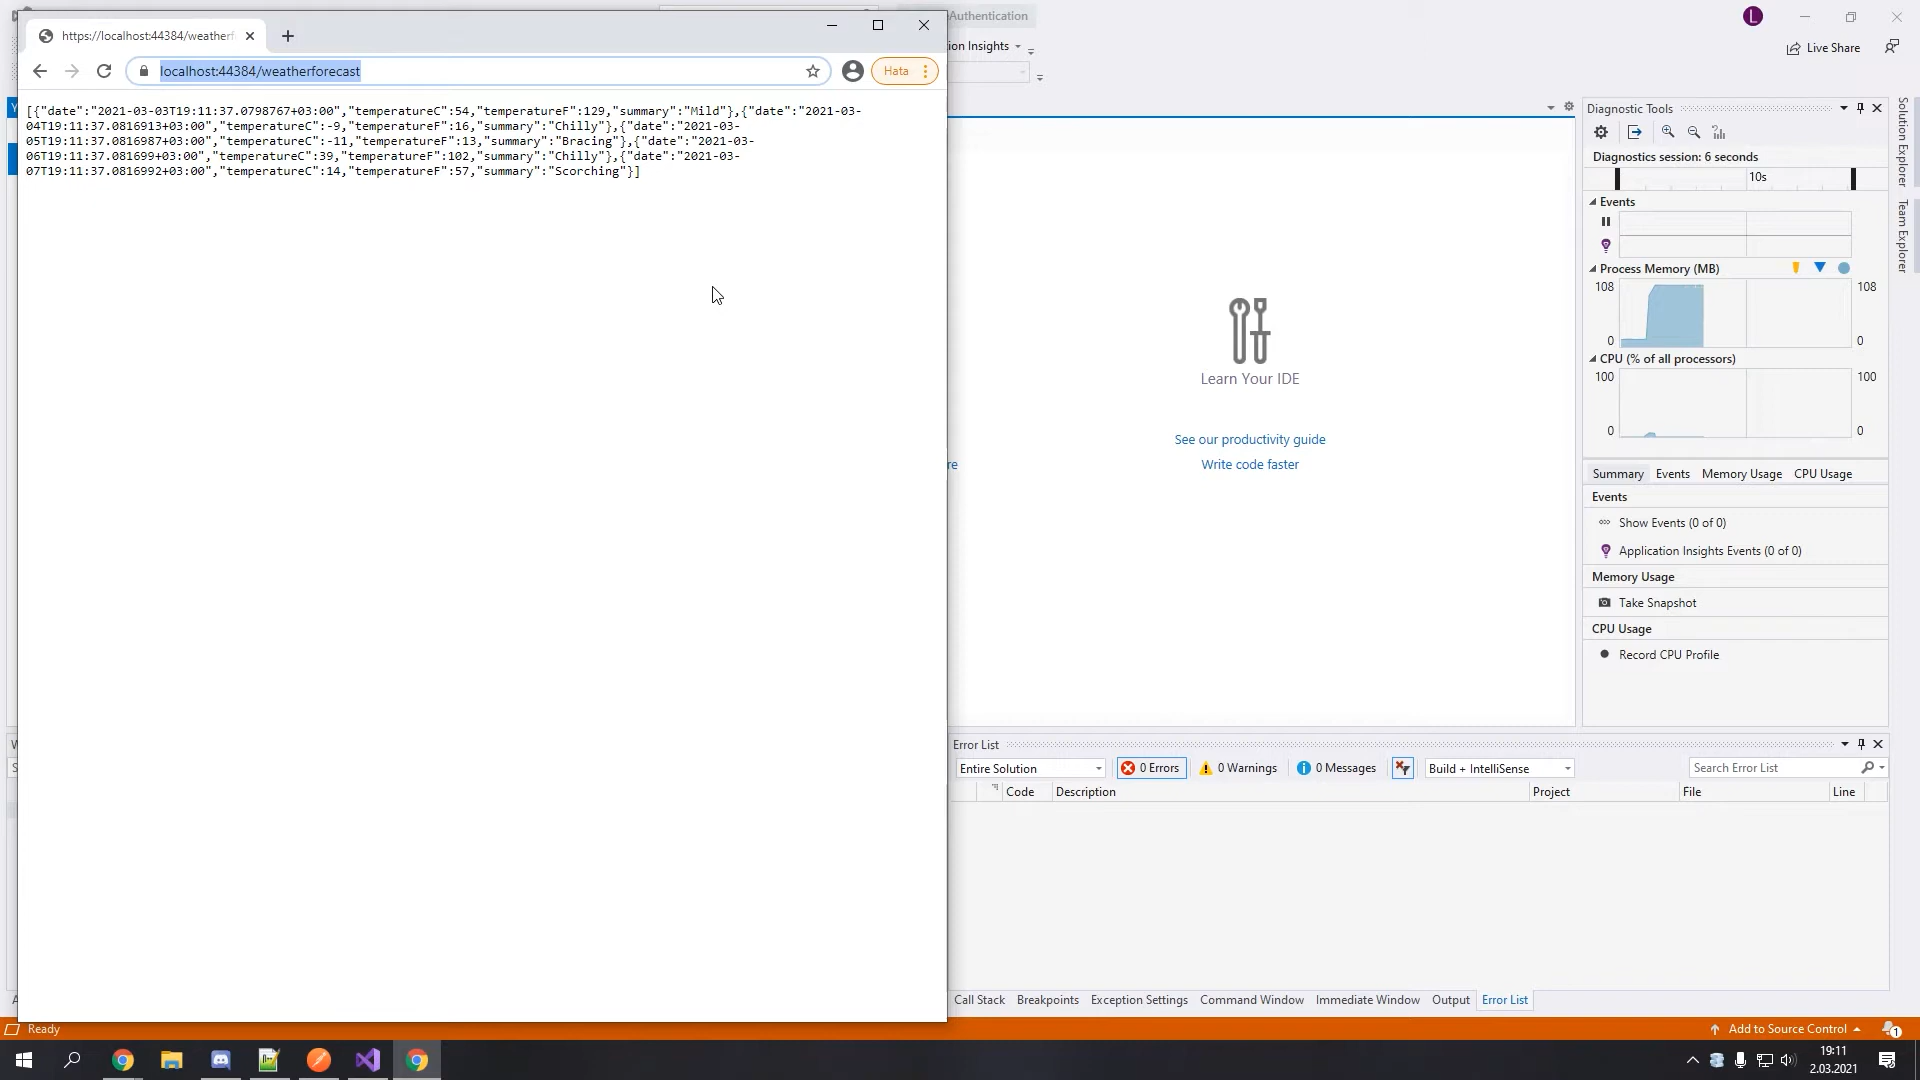 https://localhost:44384/weatherf
localhost:44384/weatherforecast
Hata
[{"date":"2021-03-03T19:11:37.0798767+03:00","temperatureC":54,"temperatureF":129,"summary":"Mild"},{"date":"2021-03-
04T19:11:37.0816913+03:00","temperatureC":-9,"temperatureF":16,"summary":"Chilly"},{"date":"2021-03-
05T19:11:37.0816987+03:00","temperatureC":-11,"temperatureF":13,"summary":"Bracing"},{"date":"2021-03-
06T19:11:37.081699+03:00","temperatureC":39,"temperatureF":102,"summary":"Chilly"},{"date":"2021-03-
07T19:11:37.0816992+03:00","temperatureC":14,"temperatureF":57,"summary":"Scorching"}]
Authentication
L
ion Insights
Live Share
re
Learn Your IDE
See our productivity guide
Write code faster
Diagnostic Tools
Diagnostics session: 6 seconds
10s
Events
Process Memory (MB)
108 108
0 0
CPU (% of all processors)
100 100
0 0
Summary Events Memory Usage CPU Usage
Events
Show Events (0 of 0)
Application Insights Events (0 of 0)
Memory Usage
Take Snapshot
CPU Usage
Record CPU Profile
Solution Explorer
Team Explorer
Error List
Entire Solution 0 Errors 0 Warnings 0 Messages Build + IntelliSense Search Error List
Code Description Project File Line
Call Stack Breakpoints Exception Settings Command Window Immediate Window Output Error List
Ready
Add to Source Control
1
19:11
2.03.2021